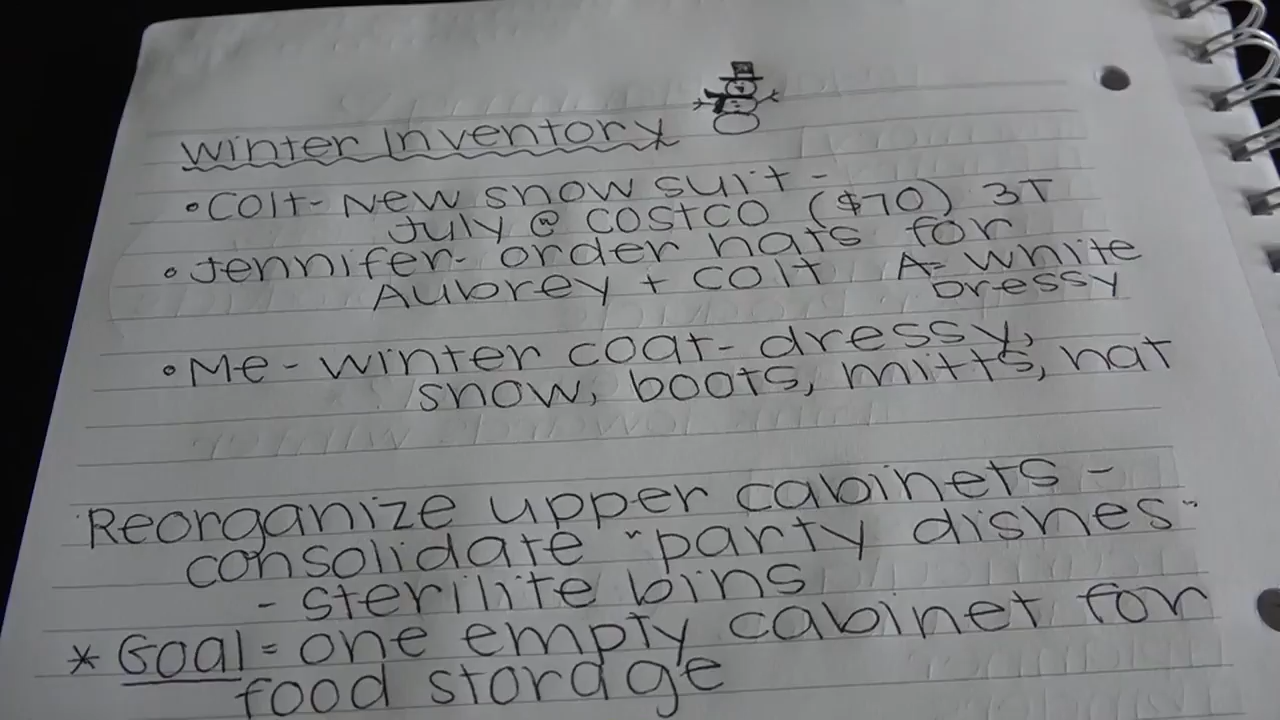 Winter Inventory
• Colt- New snow suit -
July @ Costco ($70) 3T
• Jennifer- order hats for
Aubrey + Colt A- White
Dressy
• Me - winter coat - dressy,
snow, boots, mitts, hat
Reorganize upper cabinets -
consolidate "party dishes"
- sterilite bins
* Goal = one empty cabinet for
food storage